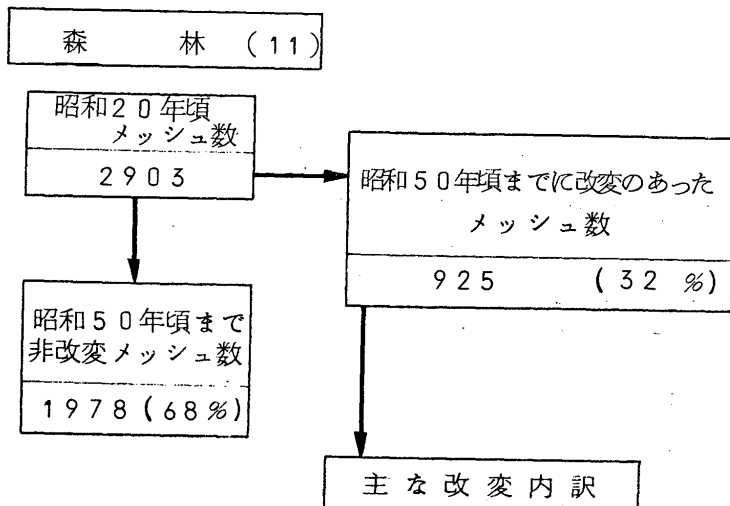 森林(11)
昭和20年頃
メッシュ数
2903
昭和50年頃までに改変のあった
メッシュ数
925 (32 %)
昭和50年頃まで
非改変メッシュ数
1978(68%)
主な改変内訳